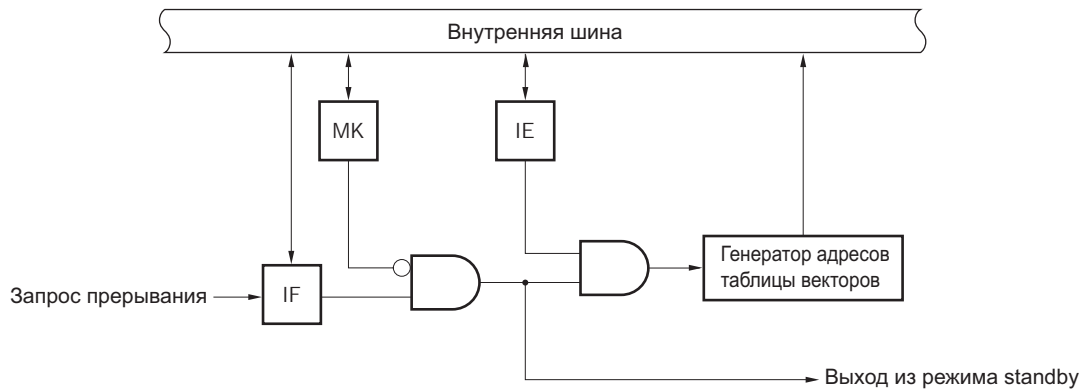 Внутренняя шина
MK
IE
Генератор адресов
таблицы векторов
Запрос прерывания
IF
Выход из режима standby